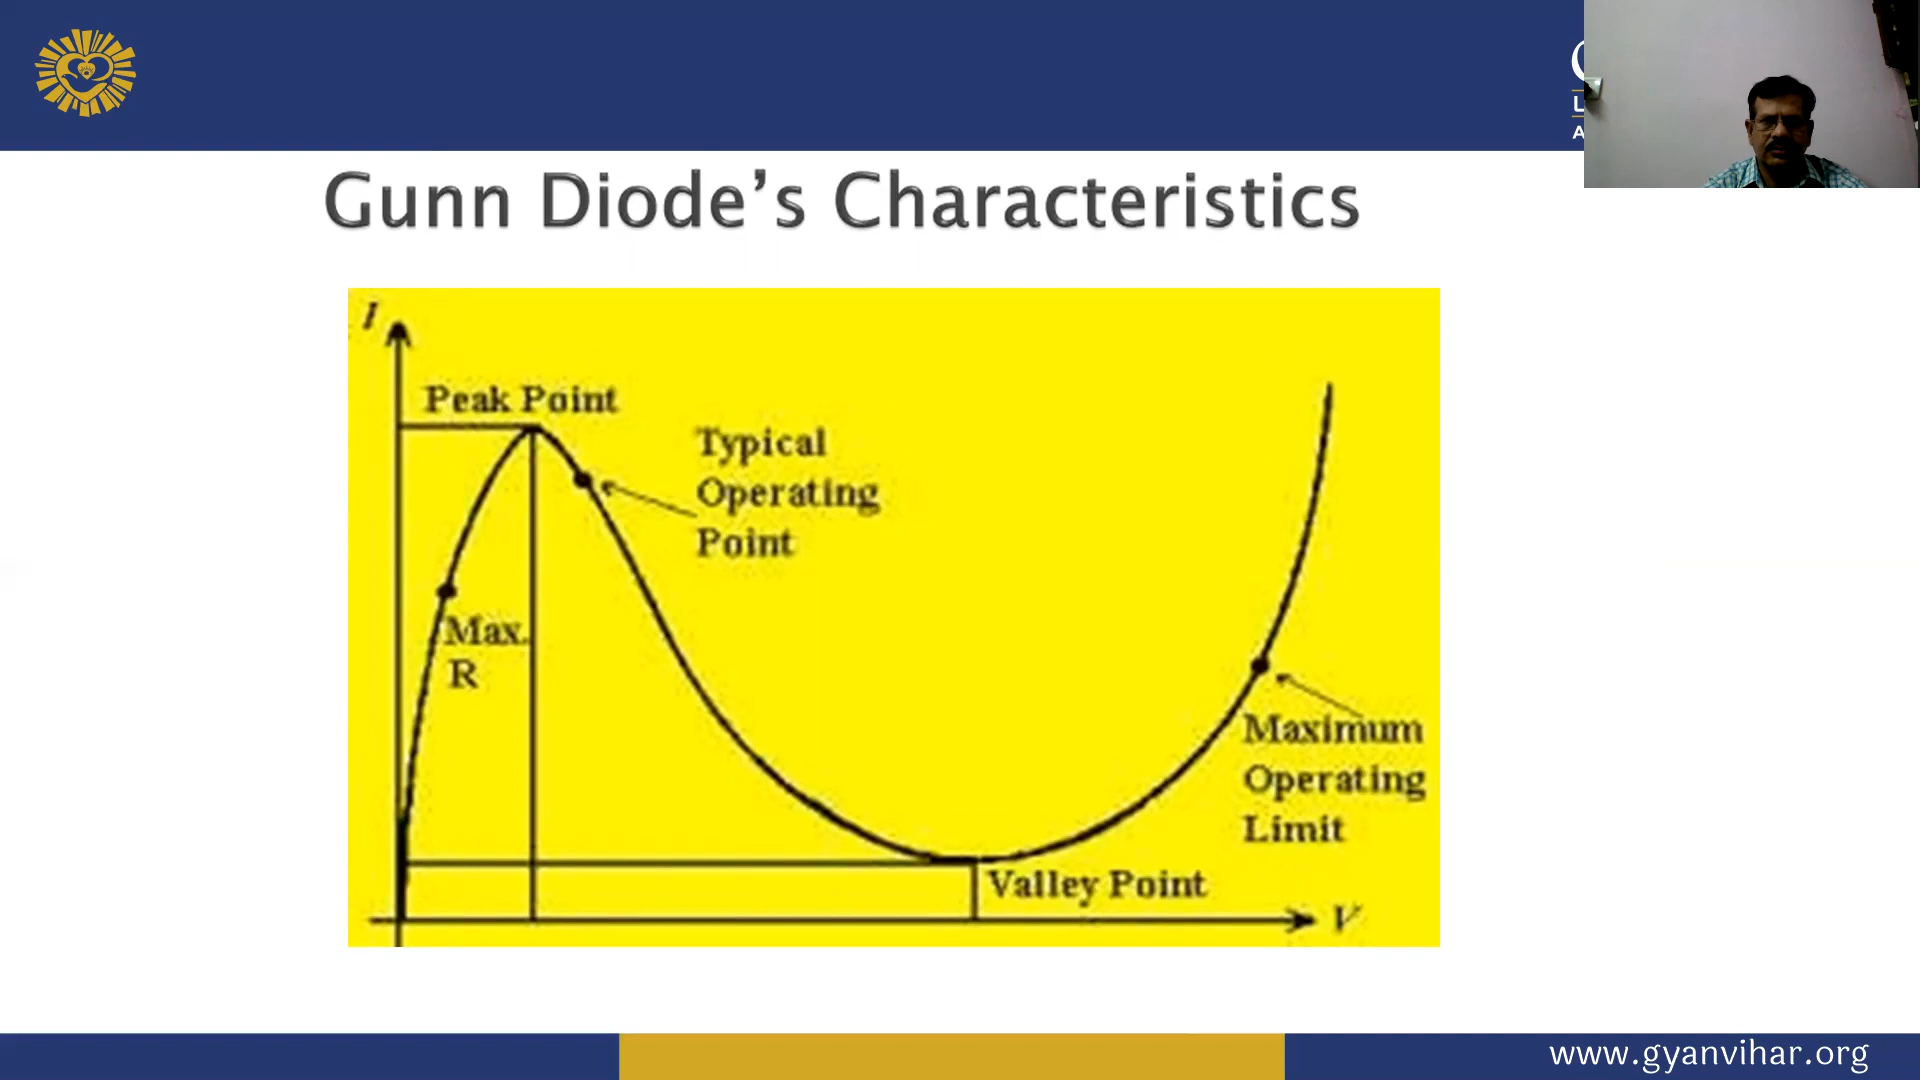 Gunn Diode’s Characteristics
I
Peak Point
Typical
Operating
Point
Max.
R
Maximum
Operating
Limit
Valley Point
V
www.gyanvihar.org